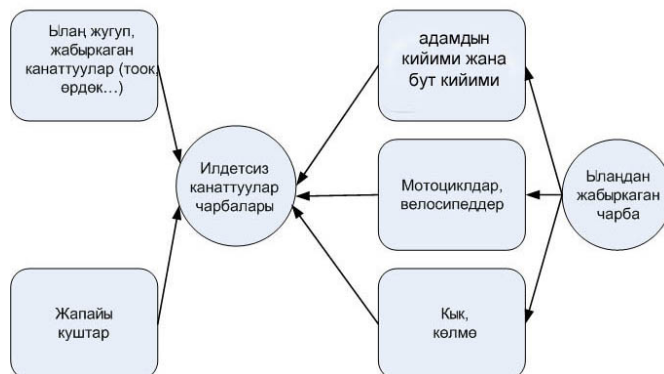 Ылаң жугуп,
жабыркаган
канаттуулар (тоок,
өрдөк...)
адамдын
кийими жана
бут кийими
Илдетсиз
канаттуулар
чарбалары
Мотоциклдар,
велосипеддер
Ылаңдан
жабыркаган
чарба
Жапайы
куштар
Кык,
көлмө